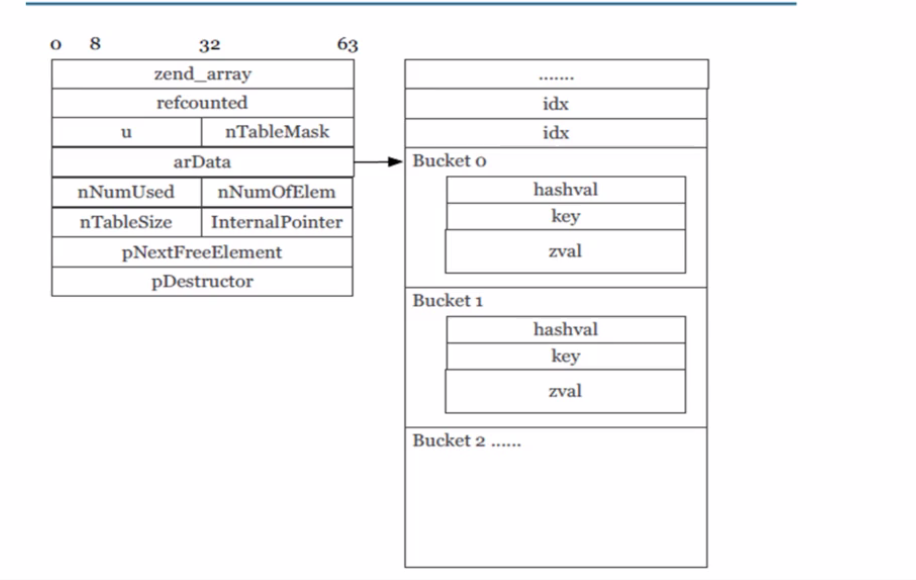 0 8 32 63
zend_array
refcounted
u nTableMask
arData
nNumUsed nNumOfElem
nTableSize InternalPointer
pNextFreeElement
pDestructor
.......
idx
idx
Bucket 0
hashval
key
zval
Bucket 1
hashval
key
zval
Bucket 2 ......